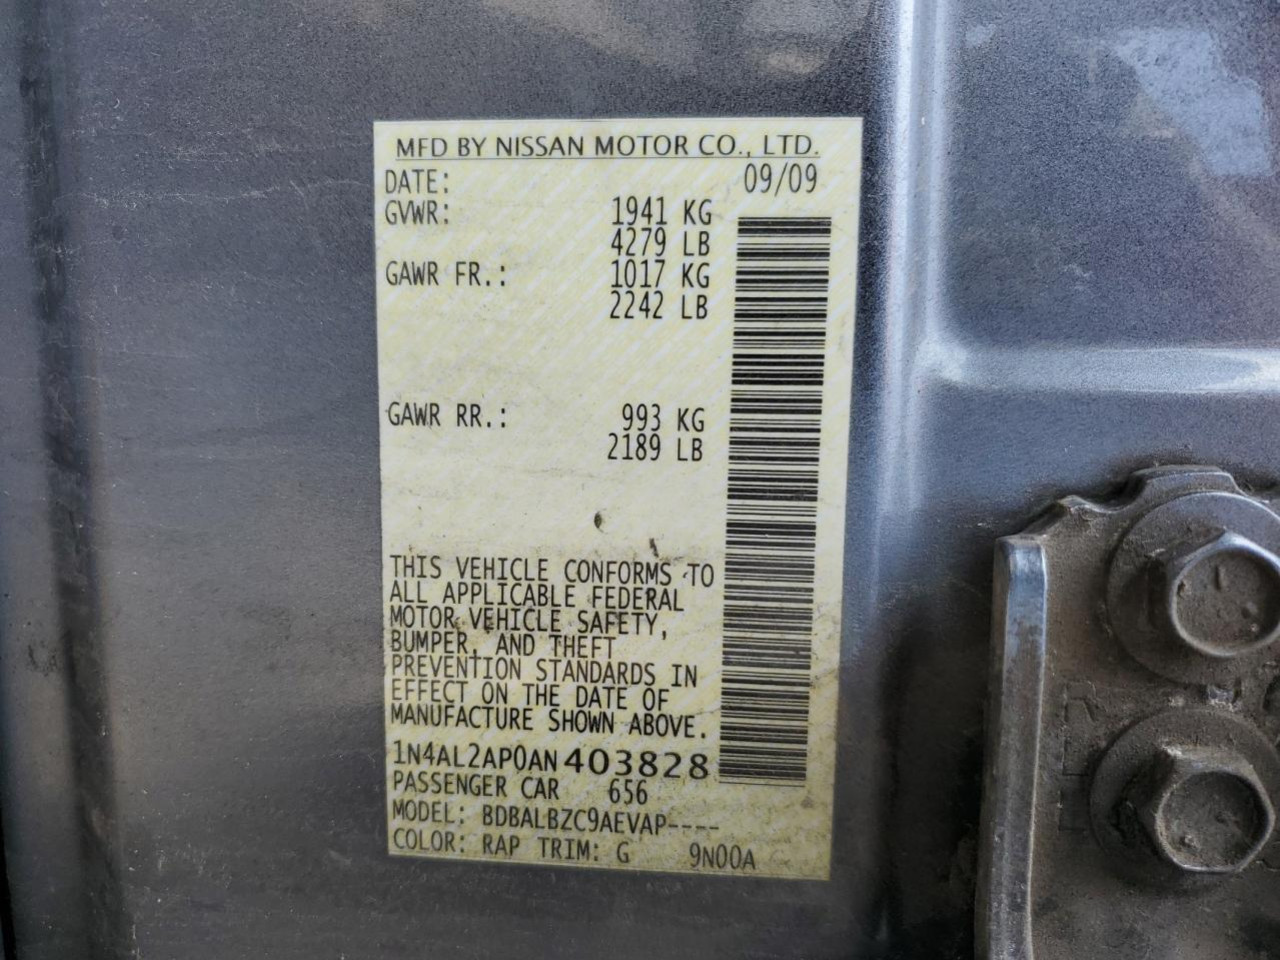 MFD BY NISSAN MOTOR CO., LTD.
DATE: 09/09
GVWR: 1941 KG
4279 LB
GAWR FR.: 1017 KG
2242 LB
GAWR RR.: 993 KG
2189 LB
THIS VEHICLE CONFORMS TO
ALL APPLICABLE FEDERAL
MOTOR VEHICLE SAFETY,
BUMPER, AND THEFT
PREVENTION STANDARDS IN
EFFECT ON THE DATE OF
MANUFACTURE SHOWN ABOVE.
1N4AL2AP0AN403828
PASSENGER CAR 656
MODEL: BDBALBZC9AEVAP----
COLOR: RAP TRIM: G 9N00A